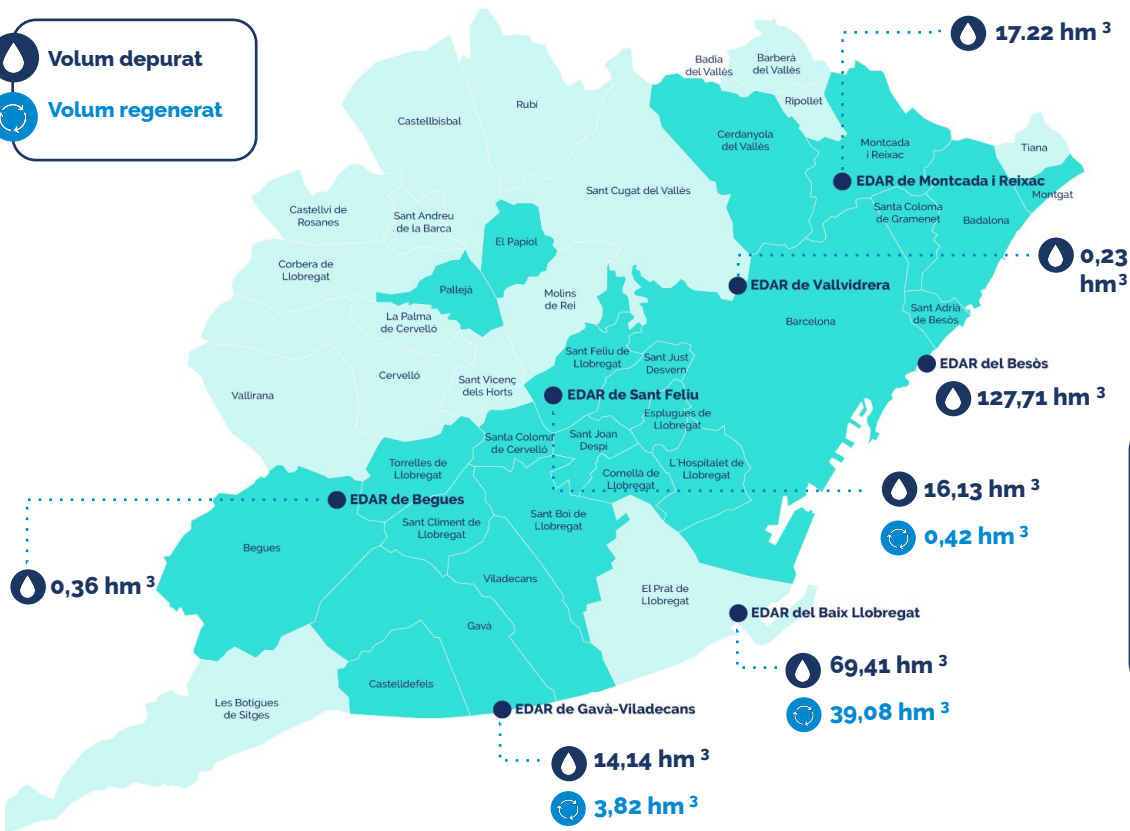 Volum depurat
Volum regenerat
17.22 hm 3
Badia
del Vallès
Barberà
del Vallès
Ripollet
Rubí
Castellbisbal
Cerdanyola
del Vallès
Montcada
i Reixac
Tiana
EDAR de Montcada i Reixac
Montgat
Sant Cugat del Vallès
Castellví de
Rosanes
Sant Andreu
de la Barca
Santa Coloma
de Gramenet
Badalona
El Papiol
0,23
hm3
Corbera de
Llobregat
Pallejà
Molins
de Rei
EDAR de Vallvidrera
La Palma
de Cervelló
Barcelona
Sant Adrià
de Besòs
Sant Feliu de
Llobregat
Sant Just
Desvern
EDAR del Besòs
127,71 hm 3
Cervelló
Sant Vicenç
dels Horts
Vallirana
EDAR de Sant Feliu
Esplugues de
Llobregat
Santa Coloma
de Cervelló
Sant Joan
Despí
Torrelles de
Llobregat
Cornellà de
Llobregat
L'Hospitalet de
Llobregat
16,13 hm 3
0,42 hm 3
EDAR de Begues
Sant Climent de
Llobregat
Sant Boi de
Llobregat
Begues
0,36 hm 3
Viladecans
El Prat de
Llobregat
EDAR del Baix Llobregat
Gavà
69,41 hm 3
39,08 hm 3
Castelldefels
Les Botigues
de Sitges
EDAR de Gavà-Viladecans
14,14 hm 3
3,82 hm 3